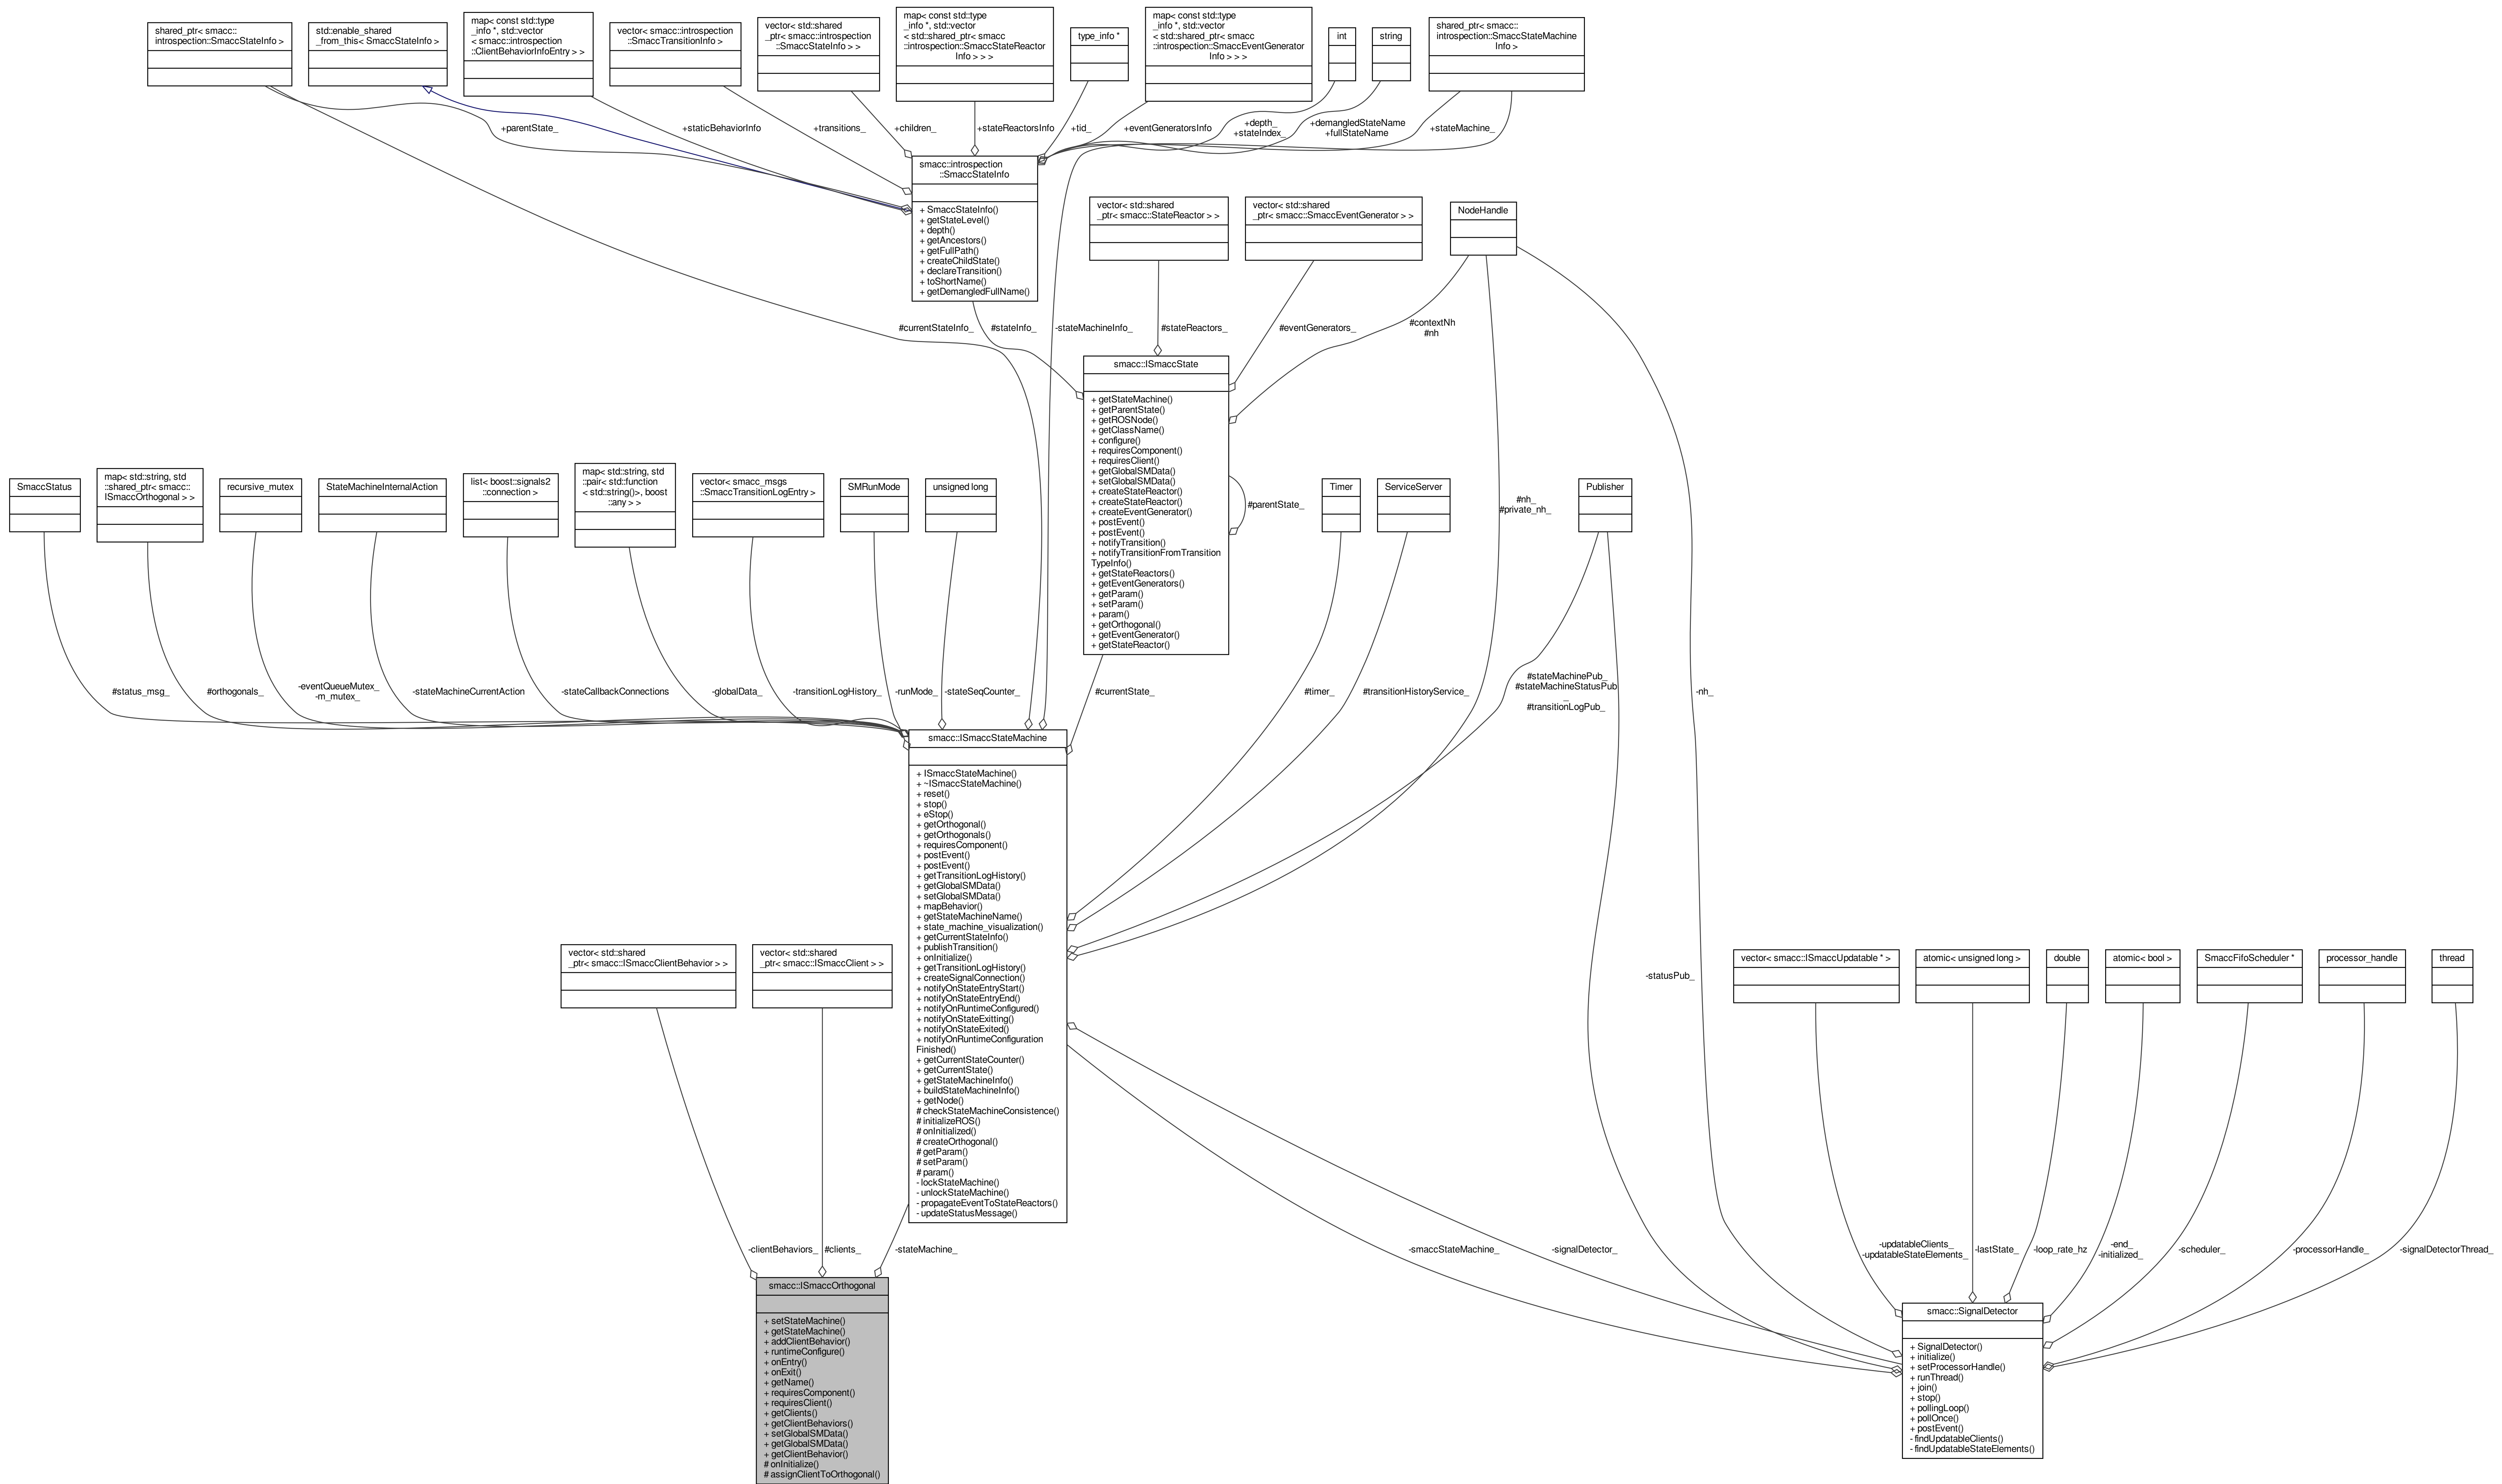 shared_ptr< smacc::
introspection::SmaccStateInfo >
std::enable_shared
_from_this< SmaccStateInfo >
map< const std::type
_info *, std::vector
< smacc::introspection
::ClientBehaviorInfoEntry > >
vector< smacc::introspection
::SmaccTransitionInfo >
vector< std::shared
_ptr< smacc::introspection
::SmaccStateInfo > >
map< const std::type
_info *, std::vector
< std::shared_ptr< smacc
::introspection::SmaccStateReactor
Info > > >
type_info *
map< const std::type
_info *, std::vector
< std::shared_ptr< smacc
::introspection::SmaccEventGenerator
Info > > >
int
string
shared_ptr< smacc::
introspection::SmaccStateMachine
Info >
+parentState_
+staticBehaviorInfo
+transitions_
+children_
+stateReactorsInfo
+tid_
+eventGeneratorsInfo
+depth_
+stateIndex_
+demangledStateName
+fullStateName
+stateMachine_
smacc::introspection
::SmaccStateInfo
+ SmaccStateInfo()
+ getStateLevel()
+ depth()
+ getAncestors()
+ getFullPath()
+ createChildState()
+ declareTransition()
+ toShortName()
+ getDemangledFullName()
vector< std::shared
_ptr< smacc::StateReactor > >
vector< std::shared
_ptr< smacc::SmaccEventGenerator > >
NodeHandle
#currentStateInfo_
#stateInfo_
-stateMachineInfo_
#stateReactors_
#eventGenerators_
#contextNh
#nh
smacc::ISmaccState
+ getStateMachine()
+ getParentState()
+ getROSNode()
+ getClassName()
+ configure()
+ requiresComponent()
+ requiresClient()
+ getGlobalSMData()
+ setGlobalSMData()
+ createStateReactor()
+ createStateReactor()
+ createEventGenerator()
+ postEvent()
+ postEvent()
+ notifyTransition()
+ notifyTransitionFromTransition
TypeInfo()
+ getStateReactors()
+ getEventGenerators()
+ getParam()
+ setParam()
+ param()
+ getOrthogonal()
+ getEventGenerator()
+ getStateReactor()
#parentState_
SmaccStatus
map< std::string, std
::shared_ptr< smacc::
ISmaccOrthogonal > >
recursive_mutex
StateMachineInternalAction
list< boost::signals2
::connection >
map< std::string, std
::pair< std::function
< std::string()>, boost
::any > >
vector< smacc_msgs
::SmaccTransitionLogEntry >
SMRunMode
unsigned long
Timer
ServiceServer
#nh_
#private_nh_
Publisher
#status_msg_
#orthogonals_
-eventQueueMutex_
-m_mutex_
-stateMachineCurrentAction
-stateCallbackConnections
-globalData_
-transitionLogHistory_
-runMode_
-stateSeqCounter_
#currentState_
#timer_
#transitionHistoryService_
#stateMachinePub_
#stateMachineStatusPub
_
#transitionLogPub_
-nh_
smacc::ISmaccStateMachine
+ ISmaccStateMachine()
+ ~ISmaccStateMachine()
+ reset()
+ stop()
+ eStop()
+ getOrthogonal()
+ getOrthogonals()
+ requiresComponent()
+ postEvent()
+ postEvent()
+ getTransitionLogHistory()
+ getGlobalSMData()
+ setGlobalSMData()
+ mapBehavior()
+ getStateMachineName()
+ state_machine_visualization()
+ getCurrentStateInfo()
+ publishTransition()
+ onInitialize()
+ getTransitionLogHistory()
+ createSignalConnection()
+ notifyOnStateEntryStart()
+ notifyOnStateEntryEnd()
+ notifyOnRuntimeConfigured()
+ notifyOnStateExitting()
+ notifyOnStateExited()
+ notifyOnRuntimeConfiguration
Finished()
+ getCurrentStateCounter()
+ getCurrentState()
+ getStateMachineInfo()
+ buildStateMachineInfo()
+ getNode()
# checkStateMachineConsistence()
# initializeROS()
# onInitialized()
# createOrthogonal()
# getParam()
# setParam()
# param()
- lockStateMachine()
- unlockStateMachine()
- propagateEventToStateReactors()
- updateStatusMessage()
vector< std::shared
_ptr< smacc::ISmaccClientBehavior > >
vector< std::shared
_ptr< smacc::ISmaccClient > >
-statusPub_
vector< smacc::ISmaccUpdatable * >
atomic< unsigned long >
double
atomic< bool >
SmaccFifoScheduler *
processor_handle
thread
-clientBehaviors_
#clients_
-stateMachine_
-smaccStateMachine_
-signalDetector_
-updatableClients_
-updatableStateElements_
-lastState_
-loop_rate_hz
-end_
-initialized_
-scheduler_
-processorHandle_
-signalDetectorThread_
smacc::ISmaccOrthogonal
+ setStateMachine()
+ getStateMachine()
+ addClientBehavior()
+ runtimeConfigure()
+ onEntry()
+ onExit()
+ getName()
+ requiresComponent()
+ requiresClient()
+ getClients()
+ getClientBehaviors()
+ setGlobalSMData()
+ getGlobalSMData()
+ getClientBehavior()
# onInitialize()
# assignClientToOrthogonal()
smacc::SignalDetector
+ SignalDetector()
+ initialize()
+ setProcessorHandle()
+ runThread()
+ join()
+ stop()
+ pollingLoop()
+ pollOnce()
+ postEvent()
- findUpdatableClients()
- findUpdatableStateElements()